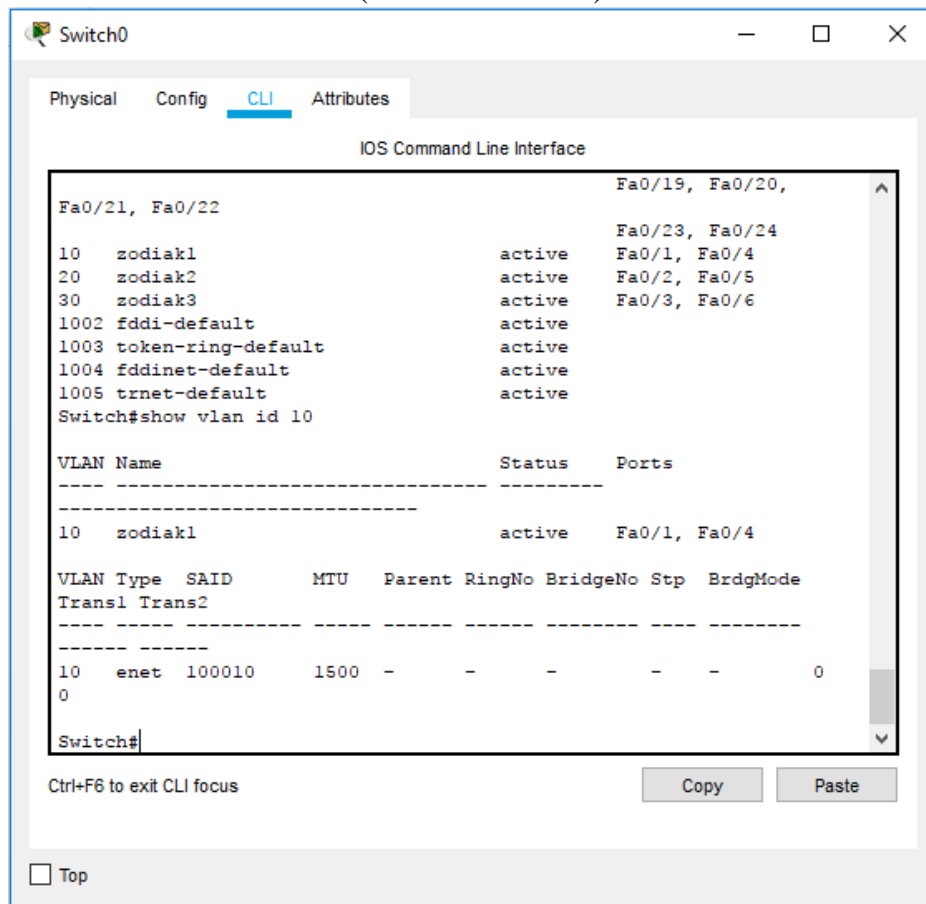 Switch0
Physical Config CLI Attributes
IOS Command Line Interface
Fa0/19, Fa0/20,
Fa0/21, Fa0/22
Fa0/23, Fa0/24
10 zodiak1 active Fa0/1, Fa0/4
20 zodiak2 active Fa0/2, Fa0/5
30 zodiak3 active Fa0/3, Fa0/6
1002 fddi-default active
1003 token-ring-default active
1004 fddinet-default active
1005 trnet-default active
Switch#show vlan id 10
VLAN Name Status Ports
---- -------------------------------- ---------
-------------------------------
10 zodiak1 active Fa0/1, Fa0/4
VLAN Type SAID MTU Parent RingNo BridgeNo Stp BrdgMode
Trans1 Trans2
---- ----- ---------- ----- ------ ------ -------- ---- --------
------ ------
10 enet 100010 1500 - - - - - 0
0
Switch#
Ctrl+F6 to exit CLI focus
Copy Paste
Top